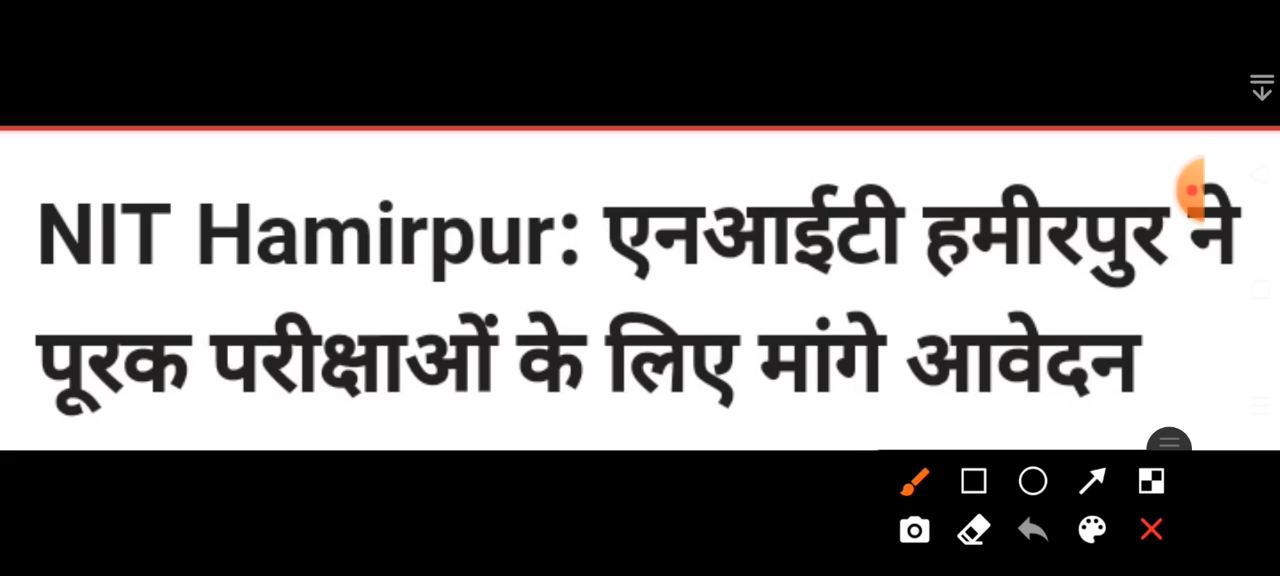 NIT Hamirpur: एनआईटी हमीरपुर ने
पूरक परीक्षाओं के लिए मांगे आवेदन